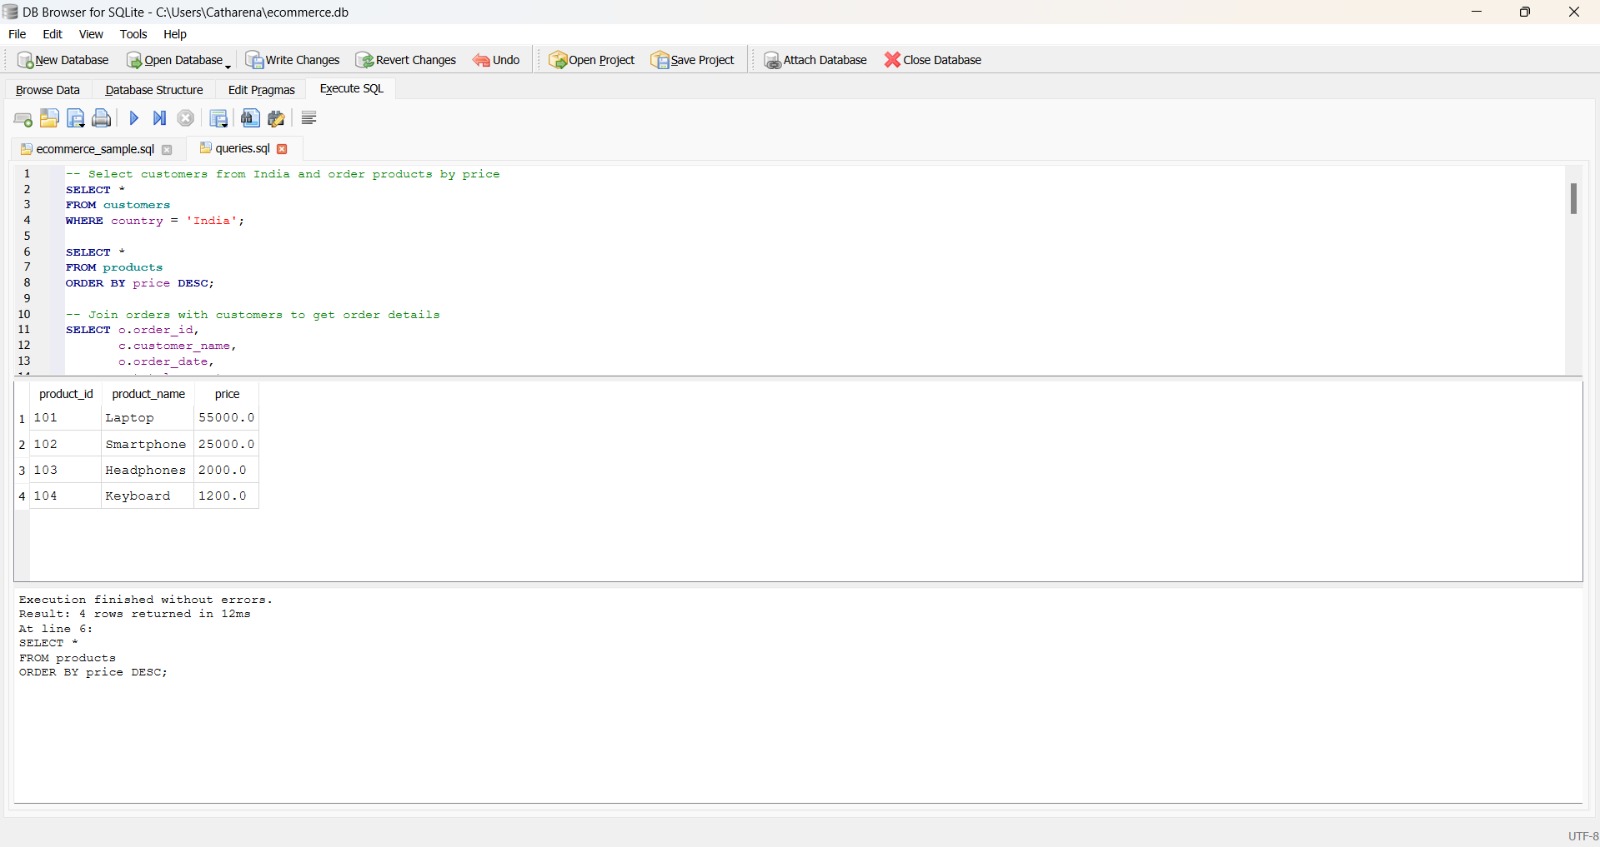 DB Browser for SQLite - C:\Users\Catharena\ecommerce.db
File Edit View Tools Help
New Database Open Database Write Changes Revert Changes Undo Open Project Save Project Attach Database Close Database
Browse Data Database Structure Edit Pragmas Execute SQL
ecommerce_sample.sql queries.sql
1 -- Select customers from India and order products by price
2 SELECT *
3 FROM customers
4 WHERE country = 'India';
5
6 SELECT *
7 FROM products
8 ORDER BY price DESC;
9
10 -- Join orders with customers to get order details
11 SELECT o.order_id,
12 c.customer_name,
13 o.order_date,
product_id product_name price
1 101 Laptop 55000.0
2 102 Smartphone 25000.0
3 103 Headphones 2000.0
4 104 Keyboard 1200.0
Execution finished without errors.
Result: 4 rows returned in 12ms
At line 6:
SELECT *
FROM products
ORDER BY price DESC;
UTF-8